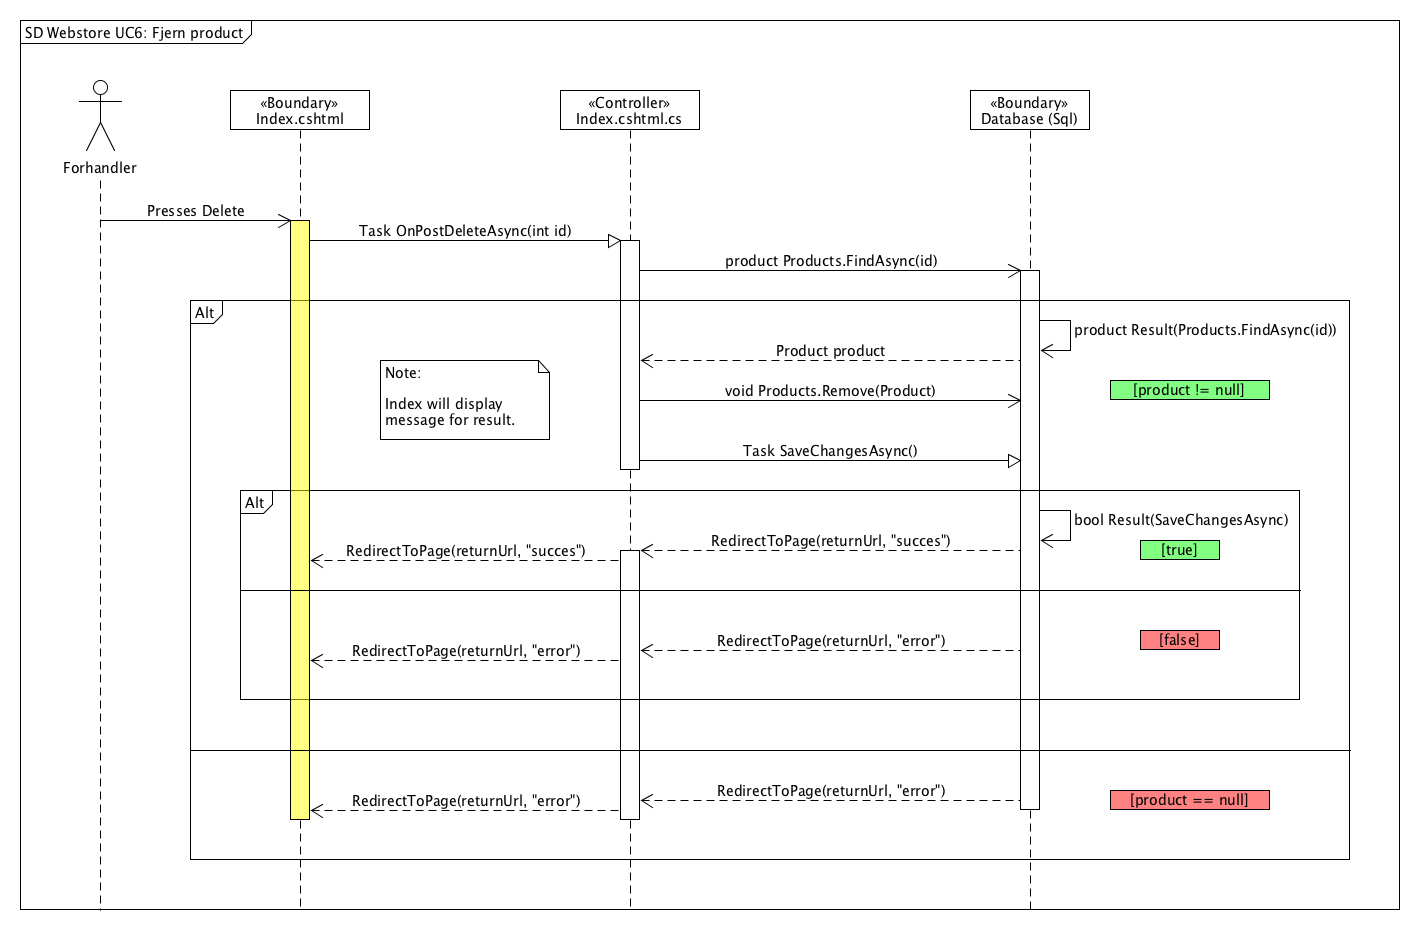 SD Webstore UC6: Fjern product
«Boundary»
Index.cshtml
«Controller»
Index.cshtml.cs
«Boundary»
Database (Sql)
Forhandler
Presses Delete
Task OnPostDeleteAsync(int id)
product Products.FindAsync(id)
Alt
product Result(Products.FindAsync(id))
Product product
Note:
Index will display
message for result.
void Products.Remove(Product)
[product != null]
Task SaveChangesAsync()
Alt
bool Result(SaveChangesAsync)
RedirectToPage(returnUrl, "succes")
RedirectToPage(returnUrl, "succes")
[true]
RedirectToPage(returnUrl, "error")
RedirectToPage(returnUrl, "error")
[false]
RedirectToPage(returnUrl, "error")
RedirectToPage(returnUrl, "error")
[product == null]